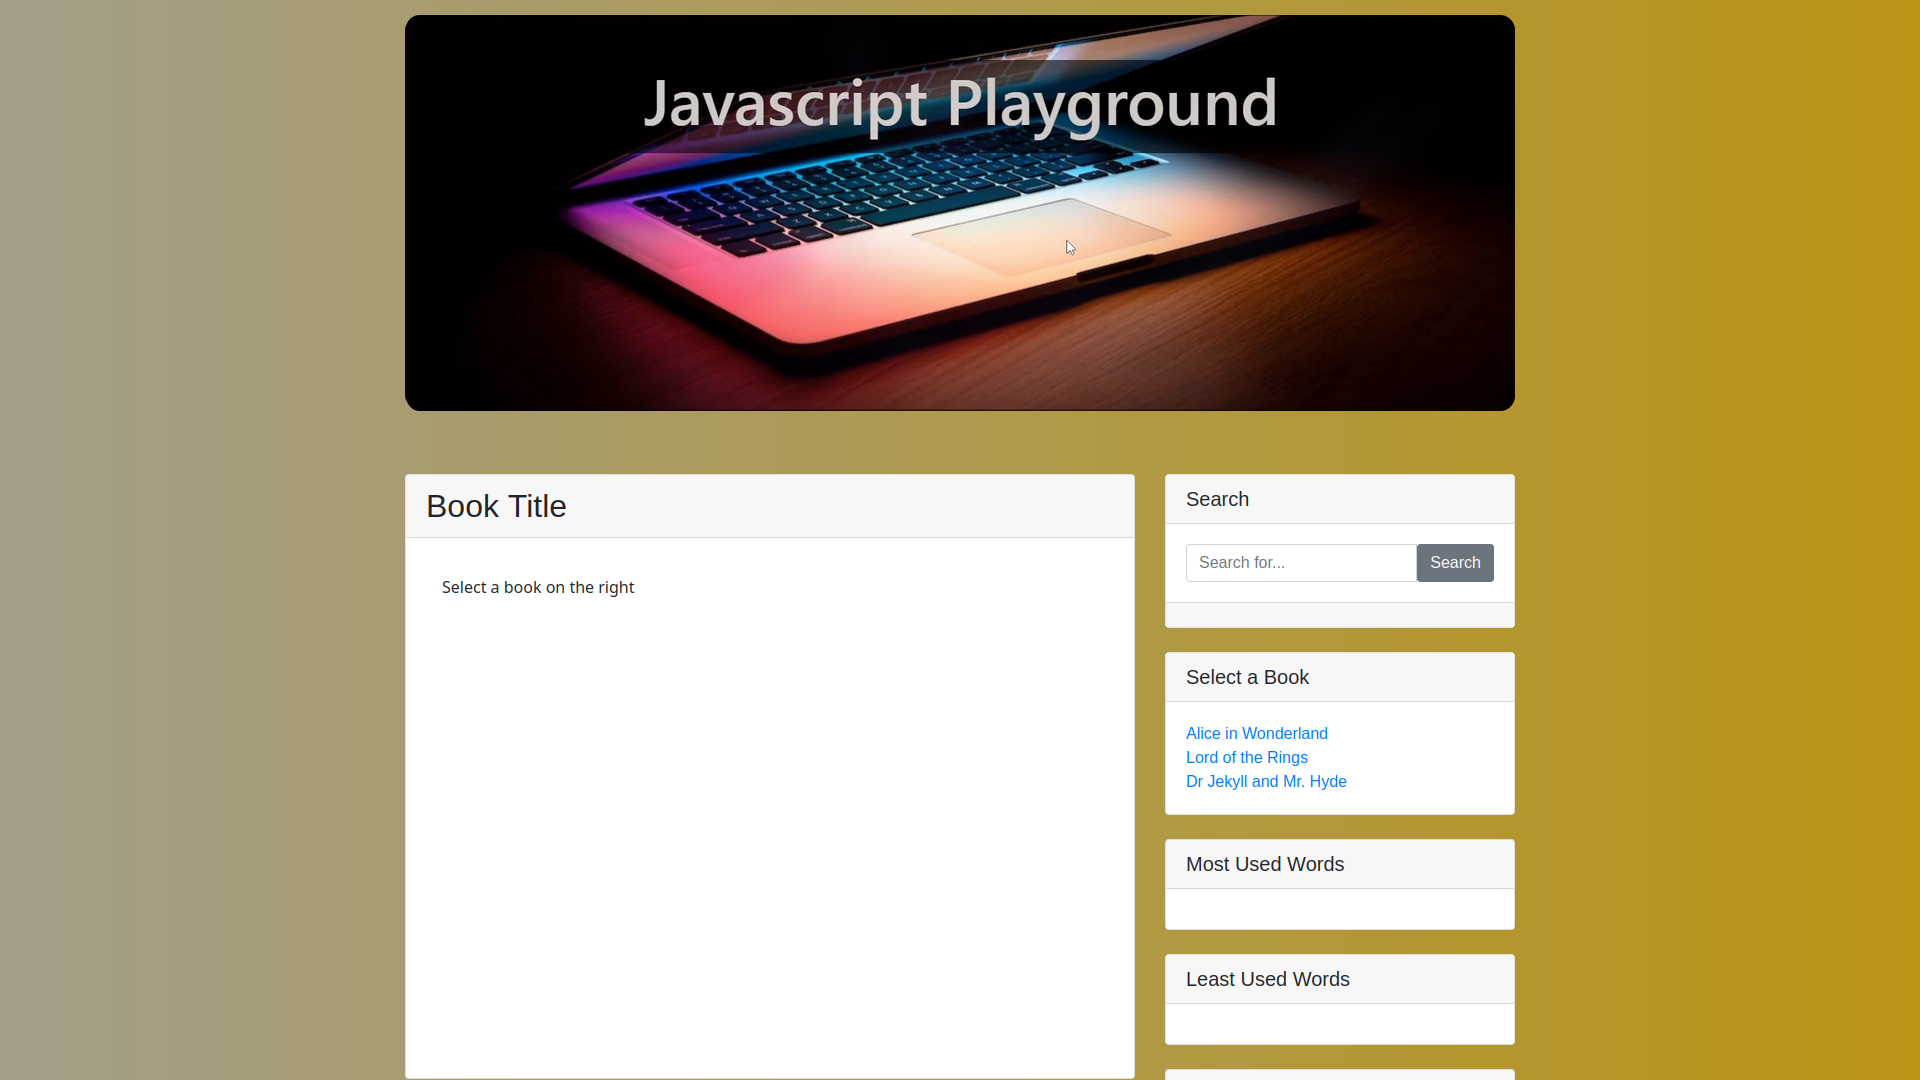 Javascript Playground
Book Title
Select a book on the right
Search
Search for...
Search
Select a Book
Alice in Wonderland
Lord of the Rings
Dr Jekyll and Mr. Hyde
Most Used Words
Least Used Words